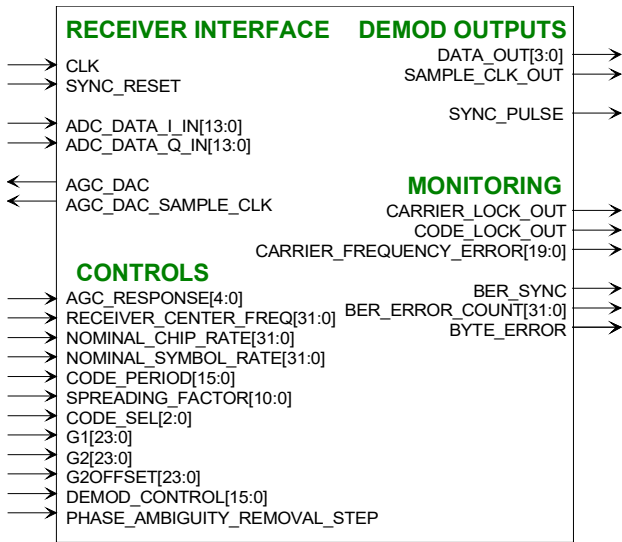 RECEIVER INTERFACE
CLK
SYNC_RESET
ADC_DATA_I_IN[13:0]
ADC_DATA_Q_IN[13:0]
AGC_DAC
AGC_DAC_SAMPLE_CLK
CONTROLS
AGC_RESPONSE[4:0]
RECEIVER_CENTER_FREQ[31:0]
NOMINAL_CHIP_RATE[31:0]
NOMINAL_SYMBOL_RATE[31:0]
CODE_PERIOD[15:0]
SPREADING_FACTOR[10:0]
CODE_SEL[2:0]
G1[23:0]
G2[23:0]
G2OFFSET[23:0]
DEMOD_CONTROL[15:0]
PHASE_AMBIGUITY_REMOVAL_STEP
DEMOD OUTPUTS
DATA_OUT[3:0]
SAMPLE_CLK_OUT
SYNC_PULSE
MONITORING
CARRIER_LOCK_OUT
CODE_LOCK_OUT
CARRIER_FREQUENCY_ERROR[19:0]
BER_SYNC
BER_ERROR_COUNT[31:0]
BYTE_ERROR